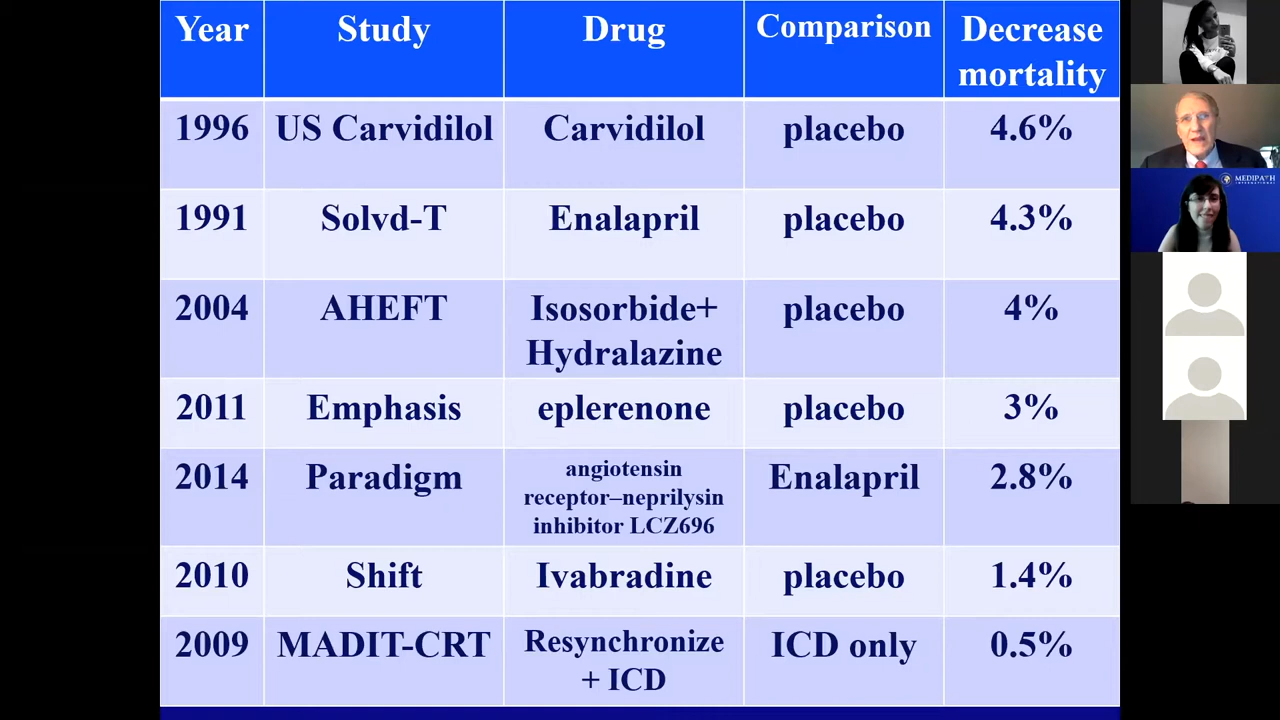 Year Study Drug Comparison Decrease
mortality
1996 US Carvidilol Carvidilol placebo 4.6%
1991 Solvd-T Enalapril placebo 4.3%
2004 AHEFT Isosorbide+ placebo 4%
Hydralazine
2011 Emphasis eplerenone placebo 3%
2014 Paradigm angiotensin Enalapril 2.8%
receptor–neprilysin
inhibitor LCZ696
2010 Shift Ivabradine placebo 1.4%
2009 MADIT-CRT Resynchronize ICD only 0.5%
+ ICD
MEDIPATH
INTERNATIONAL